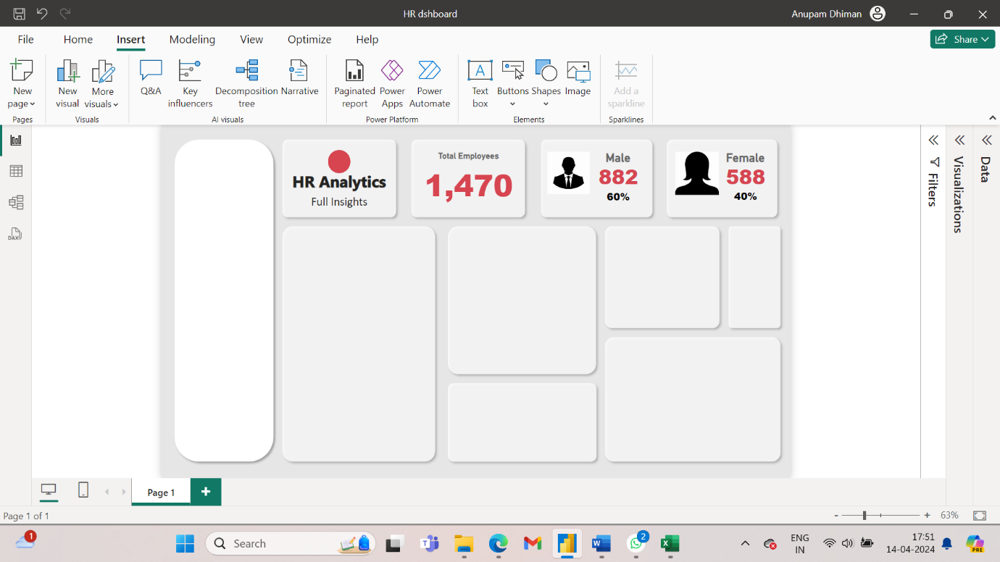 HR dshboard
Anupam Dhiman
File Home Insert Modeling View Optimize Help
Share
New page
New visual
More visuals
Q&A
Key influencers
Decomposition tree
Narrative
Paginated report
Power Apps
Power Automate
Text box
Buttons
Shapes
Image
Add a sparkline
Pages
Visuals
AI visuals
Power Platform
Elements
Sparklines
DAX
HR Analytics
Full Insights
Total Employees
1,470
Male
882
60%
Female
588
40%
Filters
Visualizations
Data
Page 1
+
Page 1 of 1
- + 63%
1
Search
2
ENG
IN
17:51
14-04-2024
PRE